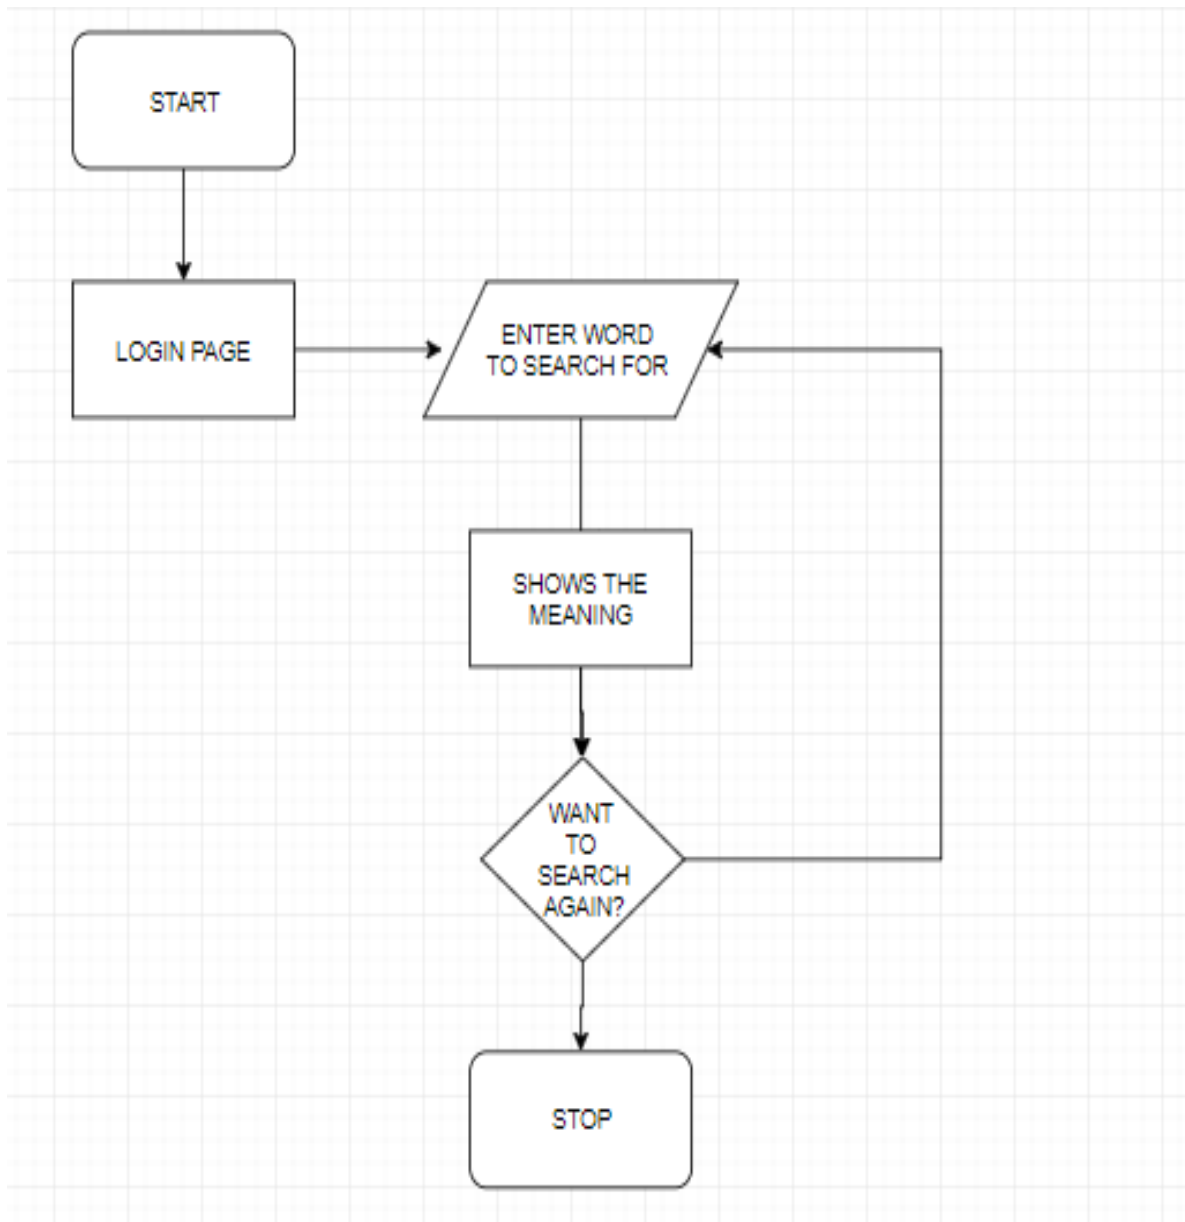 START
LOGIN PAGE
ENTER WORD
TO SEARCH FOR
SHOWS THE
MEANING
WANT
TO
SEARCH
AGAIN?
STOP